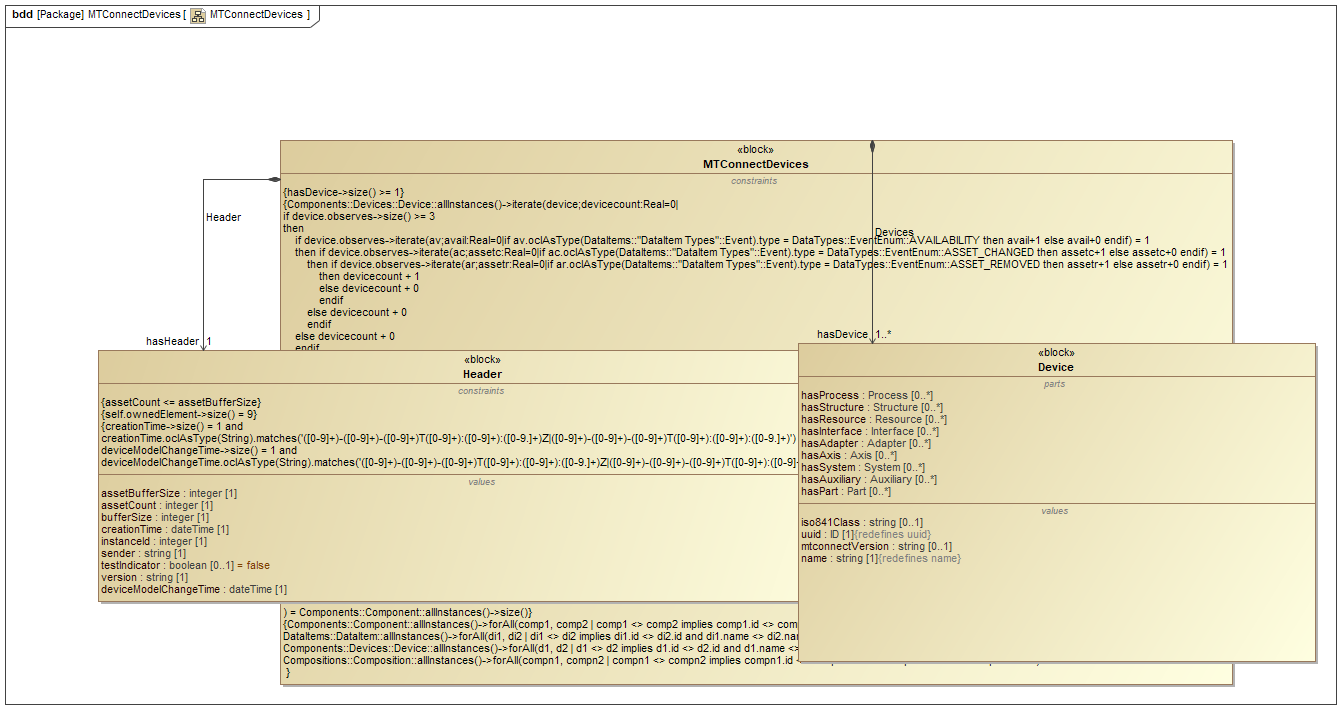 bdd [Package] MTConnectDevices [ MTConnectDevices ]
«block»
MTConnectDevices
constraints
{hasDevice->size() >= 1}
{Components::Devices::Device::allInstances()->iterate(device;devicecount:Real=0|
if device.observes->size() >= 3
then
if device.observes->iterate(av;avail:Real=0|if av.oclAsType(DataItems::"DataItem Types"::Event).type = DataTypes::EventEnum::AVAILABILITY then avail+1 else avail+0 endif) = 1
then if device.observes->iterate(ac;assetc:Real=0|if ac.oclAsType(DataItems::"DataItem Types"::Event).type = DataTypes::EventEnum::ASSET_CHANGED then assetc+1 else assetc+0 endif) = 1
then if device.observes->iterate(ar;assetr:Real=0|if ar.oclAsType(DataItems::"DataItem Types"::Event).type = DataTypes::EventEnum::ASSET_REMOVED then assetr+1 else assetr+0 endif) = 1
then devicecount + 1
else devicecount + 0
endif
else devicecount + 0
endif
else devicecount + 0
endif
Header
hasHeader 1
Devices
hasDevice 1..*
«block»
Header
constraints
{assetCount <= assetBufferSize}
{self.ownedElement->size() = 9}
{creationTime->size() = 1 and
creationTime.oclAsType(String).matches('([0-9]+)-([0-9]+)-([0-9]+)T([0-9]+):([0-9]+):([0-9.]+)Z|([0-9]+)-([0-9]+)-([0-9]+)T([0-9]+):([0-9]+):([0-9.]+)')
deviceModelChangeTime->size() = 1 and
deviceModelChangeTime.oclAsType(String).matches('([0-9]+)-([0-9]+)-([0-9]+)T([0-9]+):([0-9]+):([0-9.]+)Z|([0-9]+)-([0-9]+)-([0-9]+)T([0-9]+):([0-9]+):([0-9
values
assetBufferSize : integer [1]
assetCount : integer [1]
bufferSize : integer [1]
creationTime : dateTime [1]
instanceId : integer [1]
sender : string [1]
testIndicator : boolean [0..1] = false
version : string [1]
deviceModelChangeTime : dateTime [1]
«block»
Device
parts
hasProcess : Process [0..*]
hasStructure : Structure [0..*]
hasResource : Resource [0..*]
hasInterface : Interface [0..*]
hasAdapter : Adapter [0..*]
hasAxis : Axis [0..*]
hasSystem : System [0..*]
hasAuxiliary : Auxiliary [0..*]
hasPart : Part [0..*]
values
iso841Class : string [0..1]
uuid : ID [1]{redefines uuid}
mtconnectVersion : string [0..1]
name : string [1]{redefines name}
) = Components::Component::allInstances()->size()}
{Components::Component::allInstances()->forAll(comp1, comp2 | comp1 <> comp2 implies comp1.id <> com
DataItems::DataItem::allInstances()->forAll(di1, di2 | di1 <> di2 implies di1.id <> di2.id and di1.name <> di2.na
Components::Devices::Device::allInstances()->forAll(d1, d2 | d1 <> d2 implies d1.id <> d2.id and d1.name <>
Compositions::Composition::allInstances()->forAll(compn1, compn2 | compn1 <> compn2 implies compn1.id
}